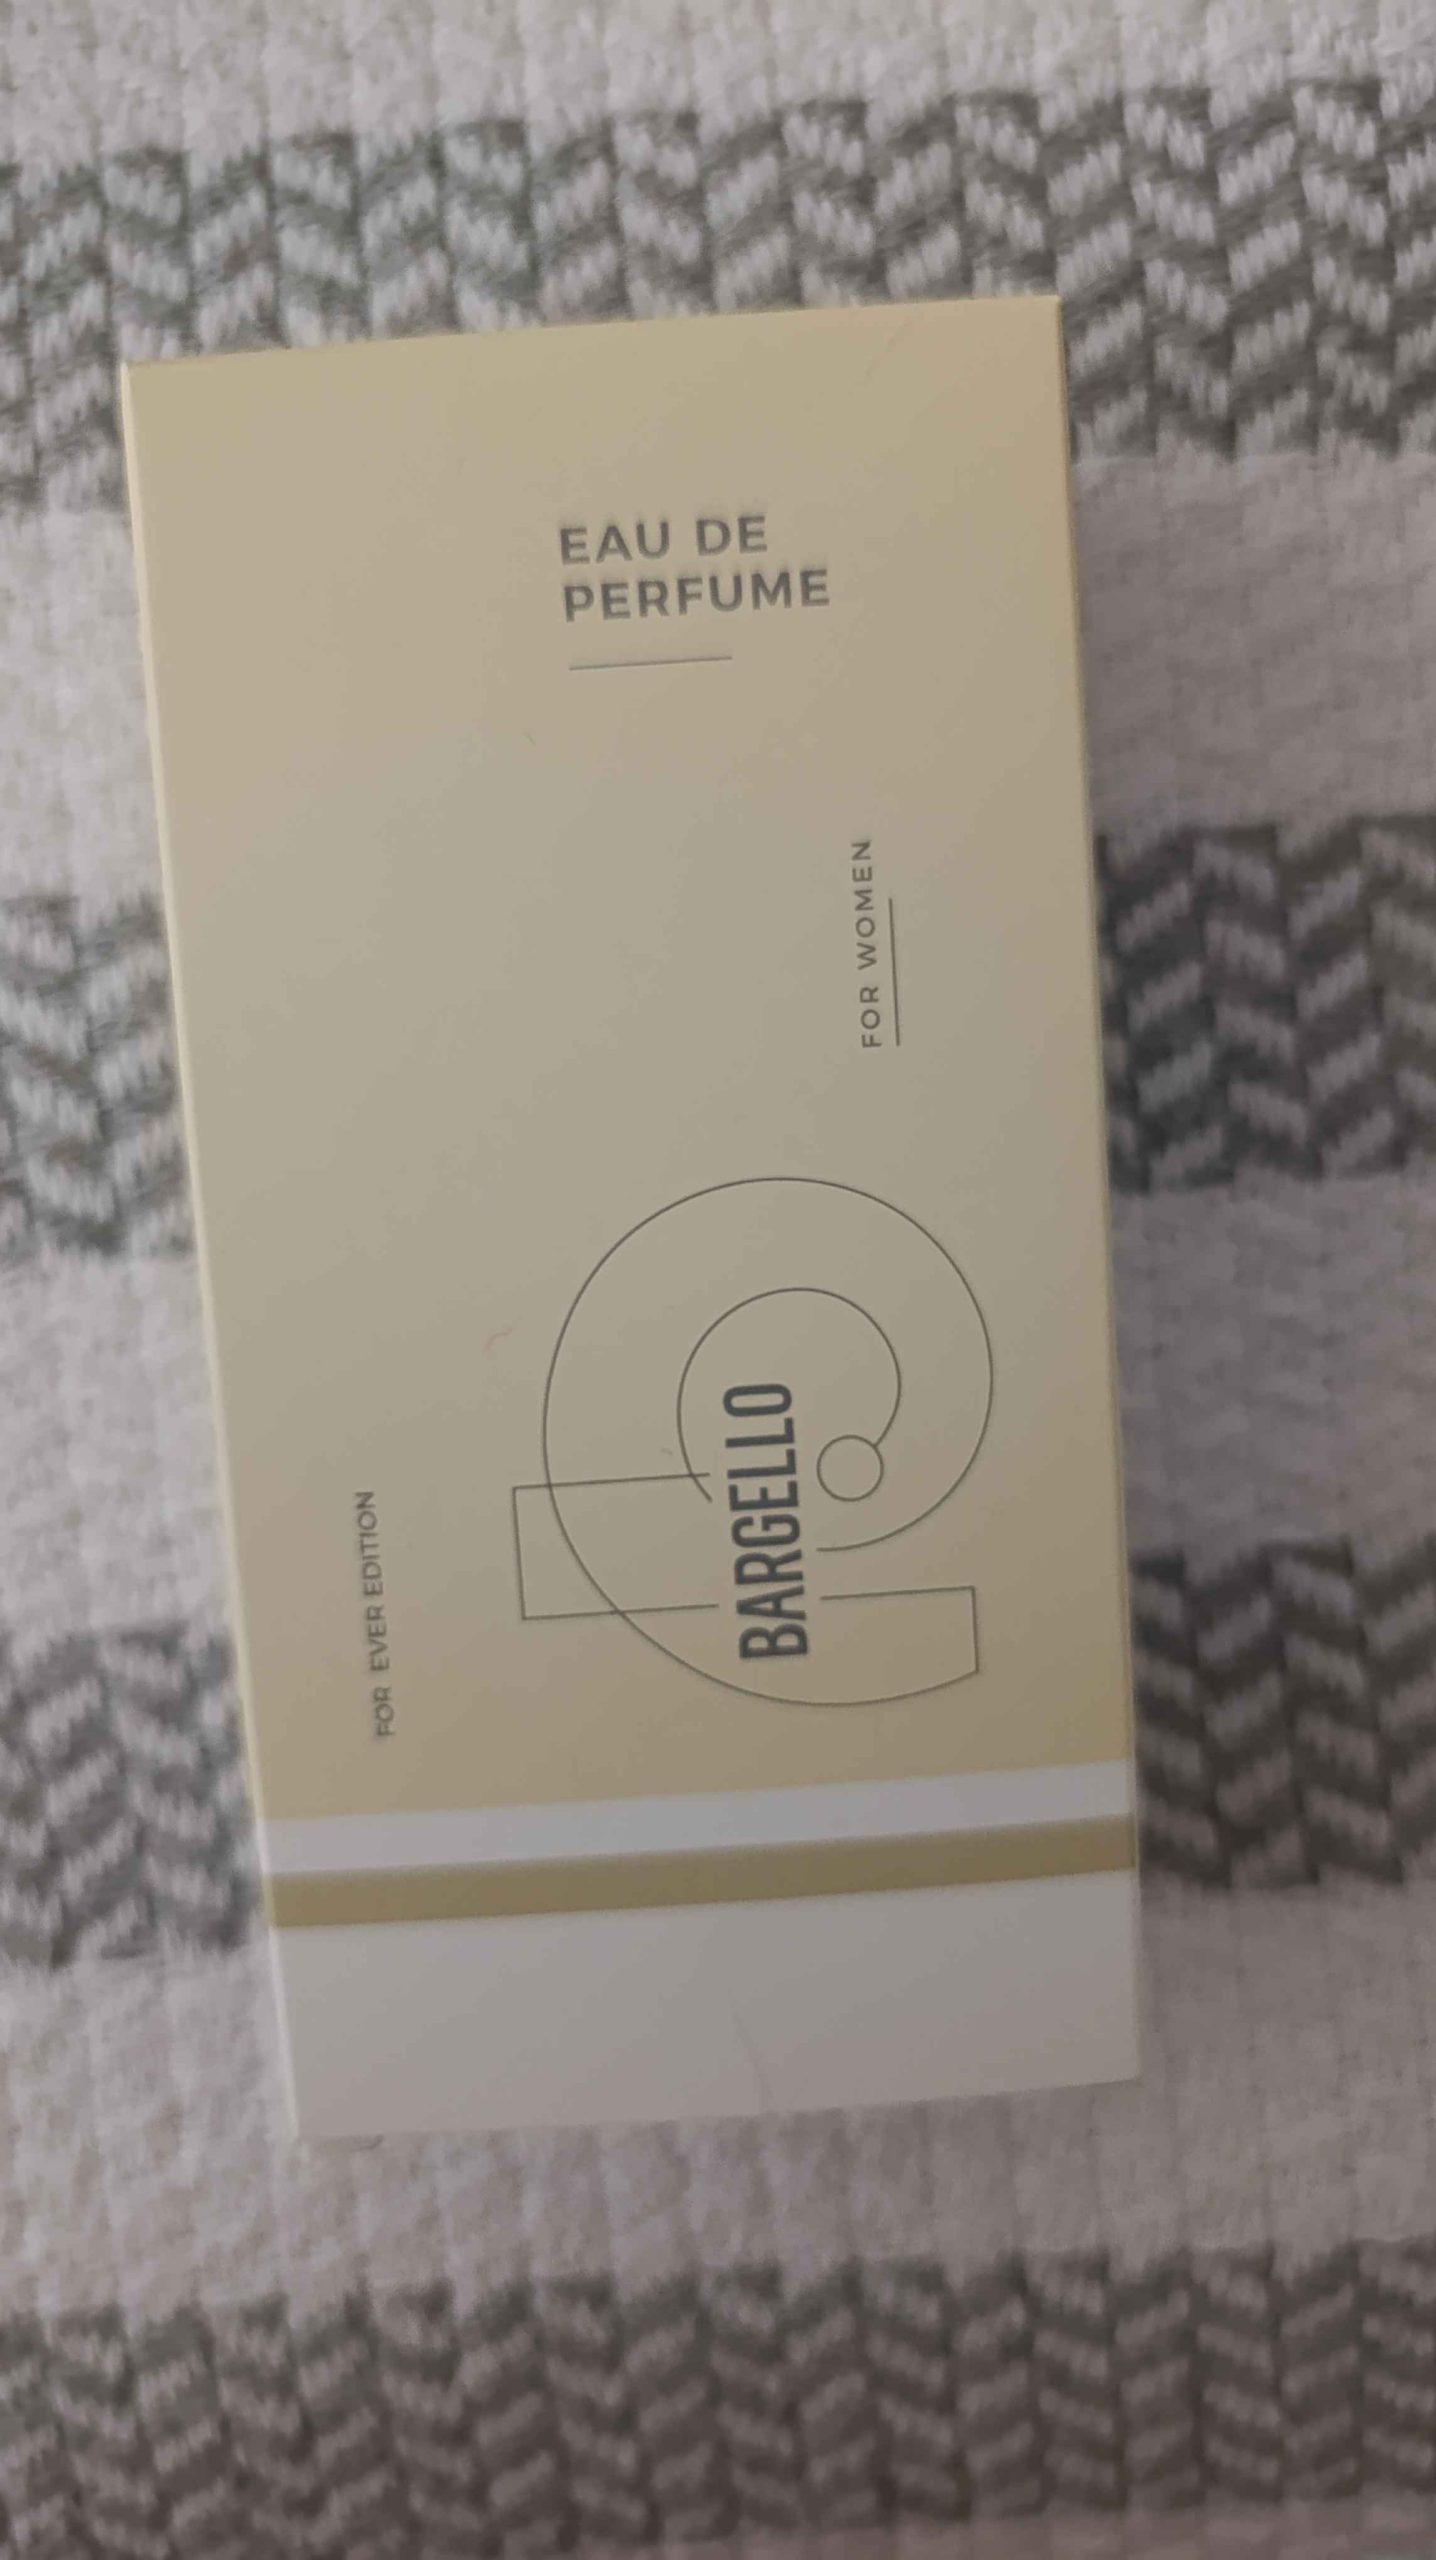 EAU DE
PERFUME
FOR WOMEN
BARGELLO
FOR EVER EDITION